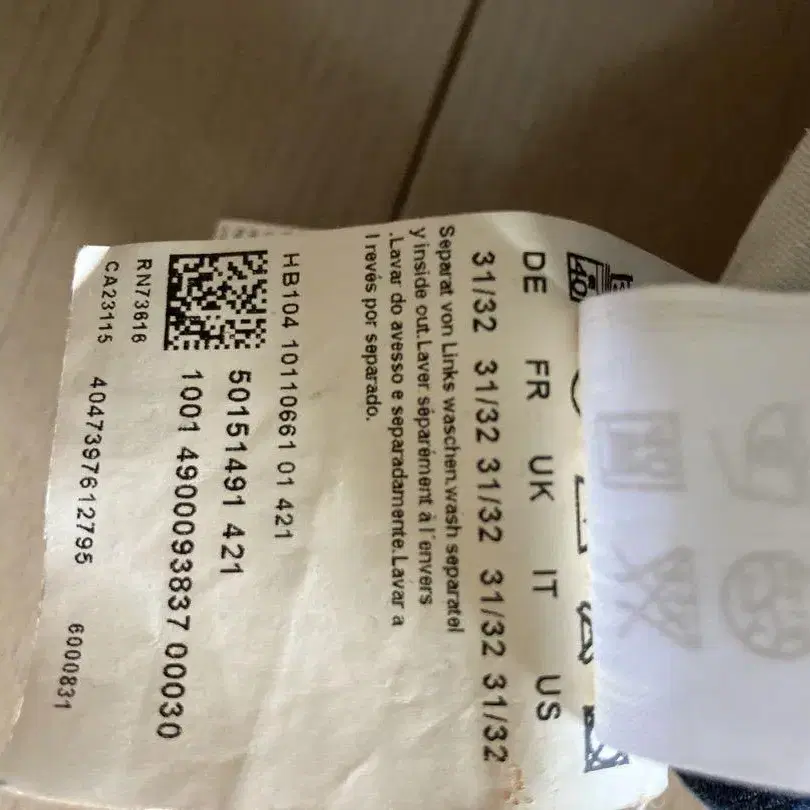 40
DE FR UK IT US
31/32 31/32 31/32 31/32 31/32
Separat von Links waschen.wash separatel
y inside out.Laver séparément à l'envers
.Lavar do avesso e separadamente.Lavar a
l revés por separado.
HB104 10110661 01 421
50151491 421
1001 4900093837 00030
RN73616
CA23115 4047397612795 6000831